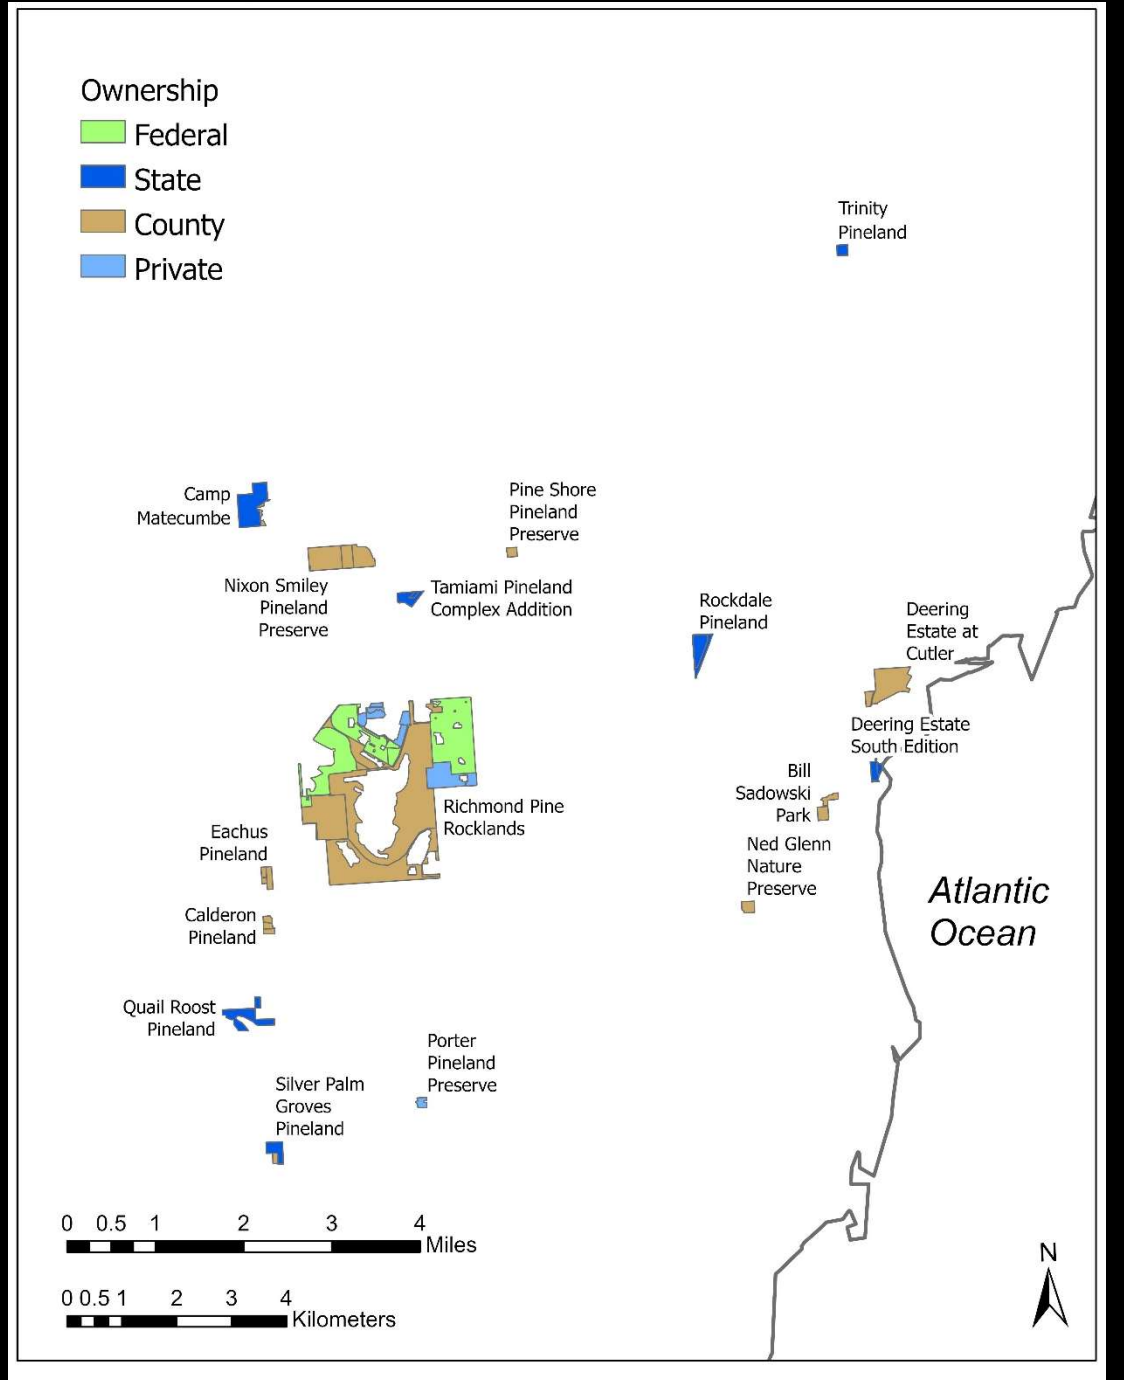 Ownership
Federal
State
County
Private
Trinity
Pineland
Camp
Matecumbe
Pine Shore
Pineland
Preserve
Nixon Smiley
Pineland
Preserve
Tamiami Pineland
Complex Addition
Rockdale
Pineland
Deering
Estate at
Cutler
Deering Estate
South Edition
Bill
Sadowski
Park
Richmond Pine
Rocklands
Eachus
Pineland
Ned Glenn
Nature
Preserve
Calderon
Pineland
Atlantic
Ocean
Quail Roost
Pineland
Porter
Pineland
Preserve
Silver Palm
Groves
Pineland
0 0.5 1 2 3 4
Miles
0 0.5 1 2 3 4
Kilometers
N